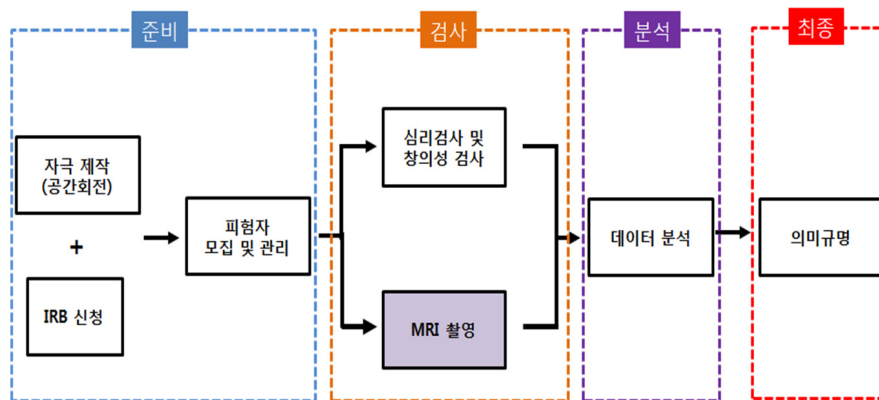 준비
검사
분석
최종
자극 제작
(공간회전)
+
IRB 신청
피험자
모집 및 관리
심리검사 및
창의성 검사
MRI 촬영
데이터 분석
의미규명